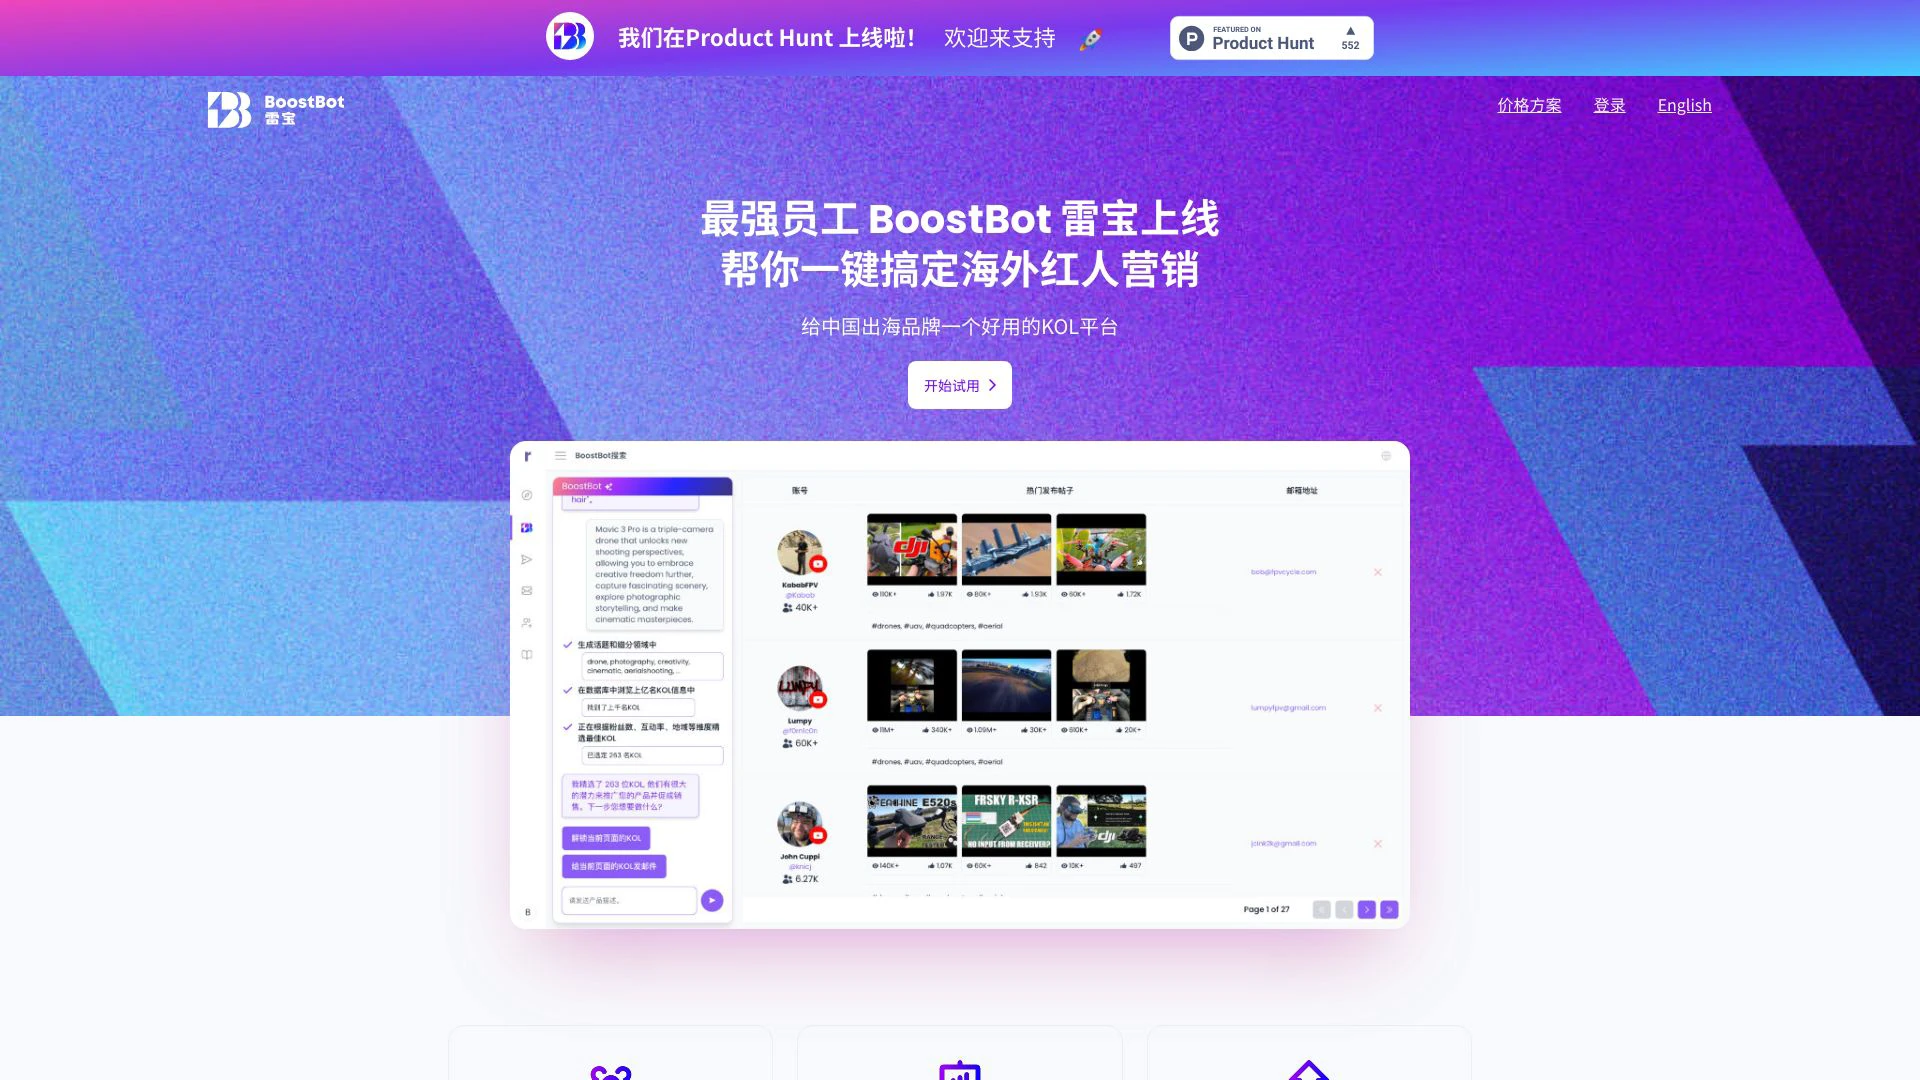 我们在Product Hunt 上线啦！ 欢迎来支持 🚀
FEATURED ON
Product Hunt
552
BoostBot
雷宝
价格方案
登录
English
最强员工 BoostBot 雷宝上线
帮你一键搞定海外红人营销
给中国出海品牌一个好用的KOL平台
开始试用
BoostBot搜索
BoostBot
hair".
Mavic 3 Pro is a triple-camera
drone that unlocks new
shooting perspectives,
allowing you to embrace
creative freedom further,
capture fascinating scenery,
explore photographic
storytelling, and make
cinematic masterpieces.
生成话题和细分领域中
drone, photography, creativity,
cinematic, aerialshooting, ...
在数据库中浏览上亿名KOL信息中
找到了上千名KOL
正在根据粉丝数、互动率、地域等维度精
选最佳KOL
已选定 263 名KOL
我精选了 263 位KOL, 他们有很大
的潜力来推广您的产品并促成销
售。下一步您想要做什么?
解锁当前页面的KOL
给当前页面的KOL发邮件
请发送产品描述。
B
账号
热门发布帖子
邮箱地址
KababFPV
@Kabab
40K+
dji
110K+ 1.97K
80K+ 1.93K
60K+ 1.72K
#drones, #uav, #quadcopters, #aerial
bob@fpvcycle.com
LUMPY
Lumpy
@f0rnic0n
60K+
11M+ 340K+
1.09M+ 30K+
510K+ 20K+
#drones, #uav, #quadcopters, #aerial
lumpyfpv@gmail.com
John Cuppi
@knicj
6.27K
EACHINE E520s
RANGE
FRSKY R-XSR
NO INPUT FROM RECEIVER?
dji
140K+ 1.07K
60K+ 842
10K+ 497
jcink2k@gmail.com
Page 1 of 27